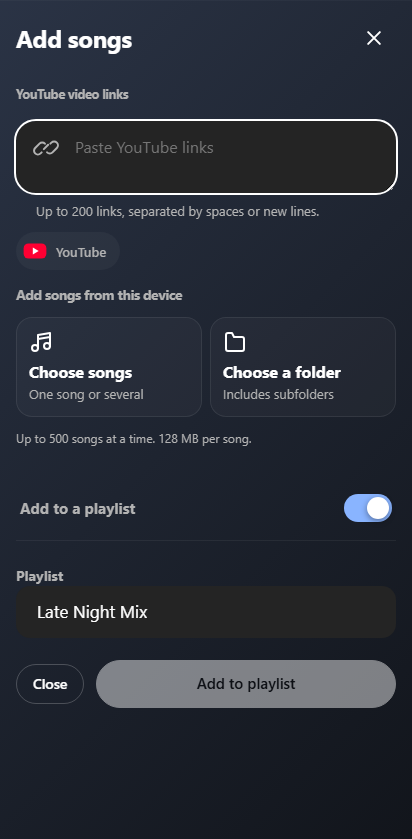 Add songs
YouTube video links
Paste YouTube links
Up to 200 links, separated by spaces or new lines.
YouTube
Add songs from this device
Choose songs
One song or several
Choose a folder
Includes subfolders
Up to 500 songs at a time. 128 MB per song.
Add to a playlist
Playlist
Late Night Mix
Close
Add to playlist